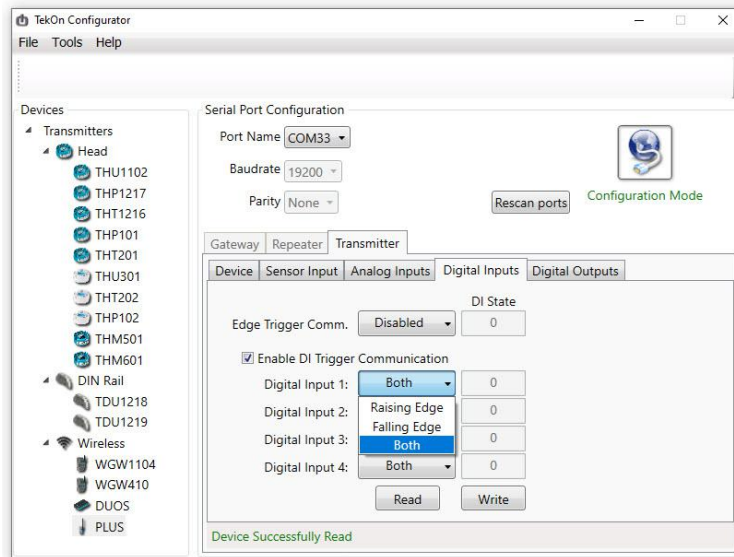 TekOn Configurator
File Tools Help
Devices
Transmitters
Head
THU1102
THP1217
THT1216
THP101
THT201
THU301
THT202
THP102
THM501
THM601
DIN Rail
TDU1218
TDU1219
Wireless
WGW1104
WGW410
DUOS
PLUS
Serial Port Configuration
Port Name COM33
Baudrate 19200
Parity None
Rescan ports
Configuration Mode
Gateway Repeater Transmitter
Device Sensor Input Analog Inputs Digital Inputs Digital Outputs
DI State
Edge Trigger Comm. Disabled 0
Enable DI Trigger Communication
Digital Input 1: Both 0
Raising Edge
Digital Input 2: 0
Falling Edge
Digital Input 3: 0
Both
Digital Input 4: Both 0
Read Write
Device Successfully Read